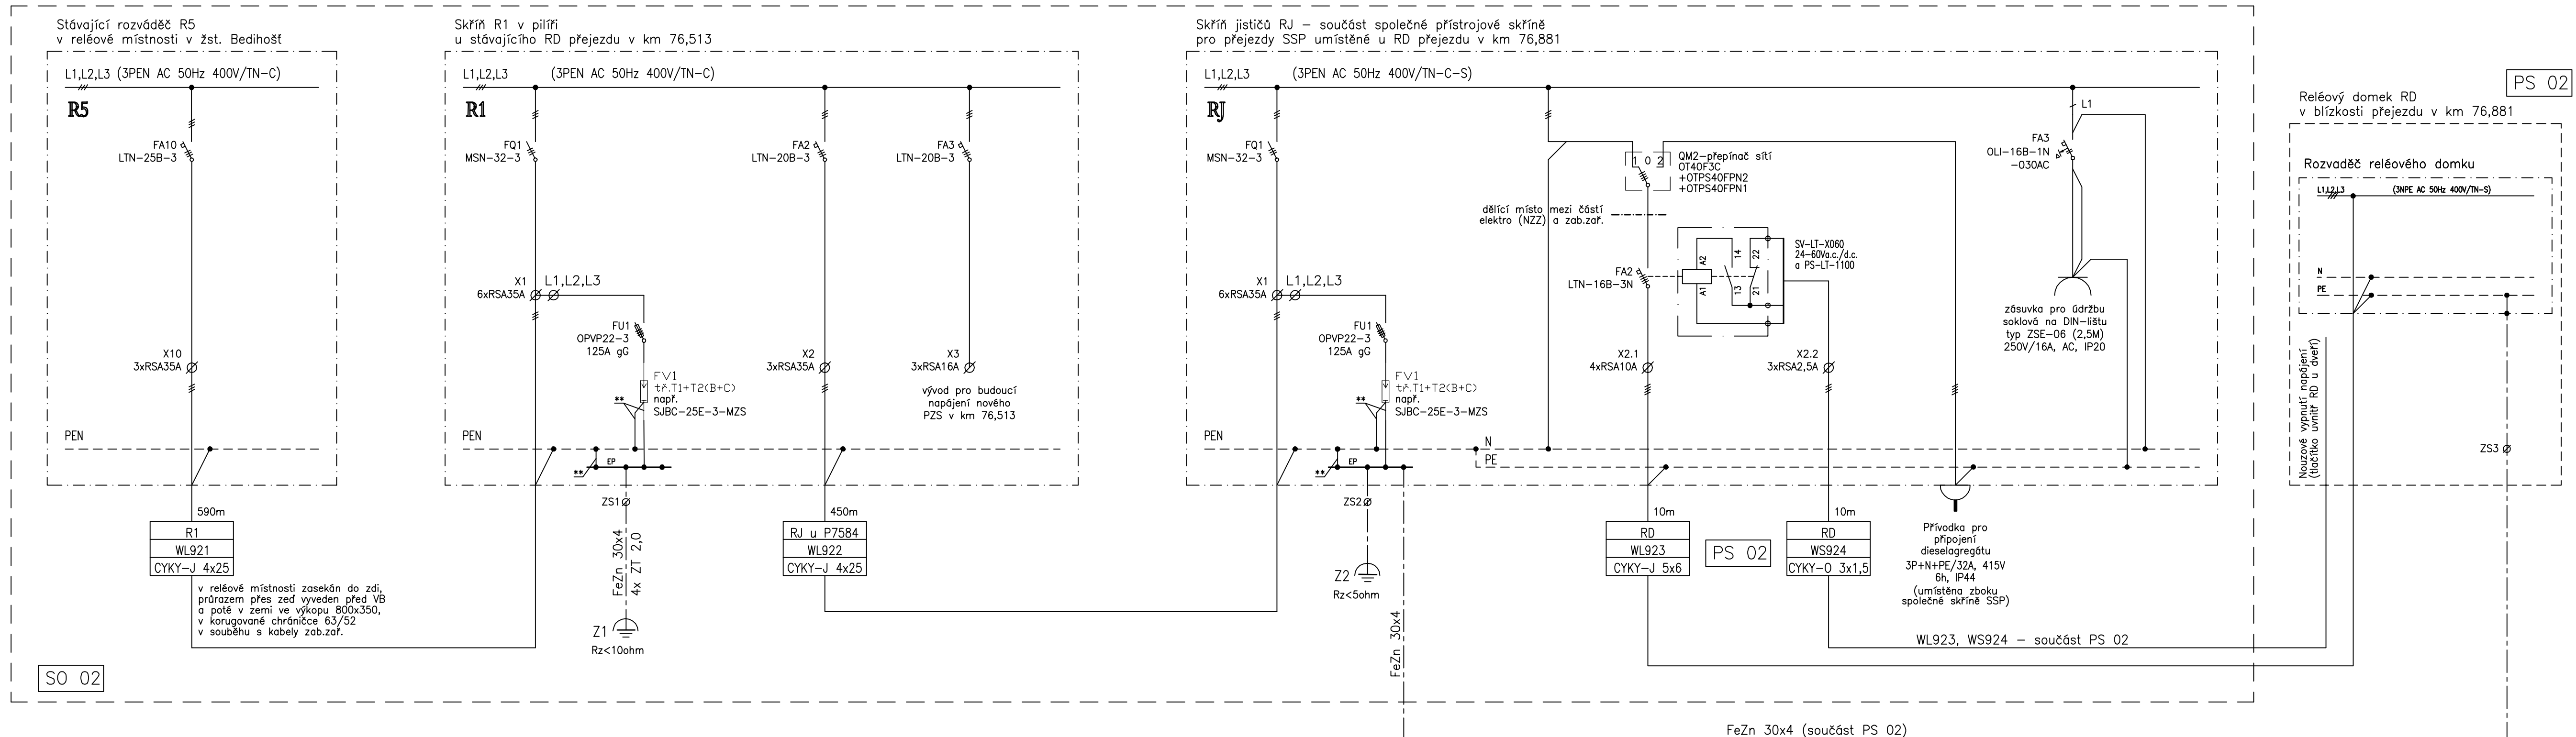 Stávající rozváděč R5
v reléové místnosti v žst. Bedihošť
L1,L2,L3 (3PEN AC 50Hz 400V/TN-C)
R5
FA10
LTN-25B-3
X10
3xRSA35A
PEN
590m
R1
WL921
CYKY-J 4x25
v reléové místnosti zasekán do zdi,
průrazem přes zeď vyveden před VB
a poté v zemi ve výkopu 800x350,
v korugované chráničce 63/52
v souběhu s kabely zab.zař.
SO 02
Skříň R1 v pilíři
u stávajícího RD přejezdu v km 76,513
L1,L2,L3 (3PEN AC 50Hz 400V/TN-C)
R1
FQ1
MSN-32-3
FA2
LTN-20B-3
FA3
LTN-20B-3
X1
6xRSA35A
L1,L2,L3
FU1
OPVP22-3
125A gG
FV1
tř.T1+T2(B+C)
např.
SJBC-25E-3-MZS
**
X2
3xRSA35A
X3
3xRSA16A
vývod pro budoucí
napájení nového
PZS v km 76,513
PEN
EP
**
ZS1
FeZn 30x4
4x ZT 2,0
Z1
Rz<10ohm
450m
RJ u P7584
WL922
CYKY-J 4x25
Skříň jističů RJ – součást společné přístrojové skříně
pro přejezdy SSP umístěné u RD přejezdu v km 76,881
L1,L2,L3 (3PEN AC 50Hz 400V/TN-C-S)
RJ
FQ1
MSN-32-3
X1
6xRSA35A
L1,L2,L3
FU1
OPVP22-3
125A gG
FV1
tř.T1+T2(B+C)
např.
SJBC-25E-3-MZS
**
PEN
EP
**
N
PE
ZS2
Z2
Rz<5ohm
FeZn 30x4
1 0 2
QM2-přepínač sítí
OT40F3C
+OTPS40FPN2
+OTPS40FPN1
dělící místo mezi částí
elektro (NZZ) a zab.zař.
FA2
LTN-16B-3N
A2
A1
14
13
22
21
SV-LT-X060
24-60Va.c./d.c.
a PS-LT-1100
X2.1
4xRSA10A
X2.2
3xRSA2,5A
L1
FA3
OLI-16B-1N
-030AC
zásuvka pro údržbu
soklová na DIN-lištu
typ ZSE-06 (2,5M)
250V/16A, AC, IP20
10m
RD
WL923
CYKY-J 5x6
PS 02
10m
RD
WS924
CYKY-O 3x1,5
Přívodka pro
připojení
dieselagregátu
3P+N+PE/32A, 415V
6h, IP44
(umístěna zboku
společné skříně SSP)
WL923, WS924 – součást PS 02
FeZn 30x4 (součást PS 02)
PS 02
Reléový domek RD
v blízkosti přejezdu v km 76,881
Rozvaděč reléového domku
L1,L2,L3 (3NPE AC 50Hz 400V/TN-S)
N
PE
Nouzové vypnutí napájení
(tlačítko uvnitř RD u dveří)
ZS3